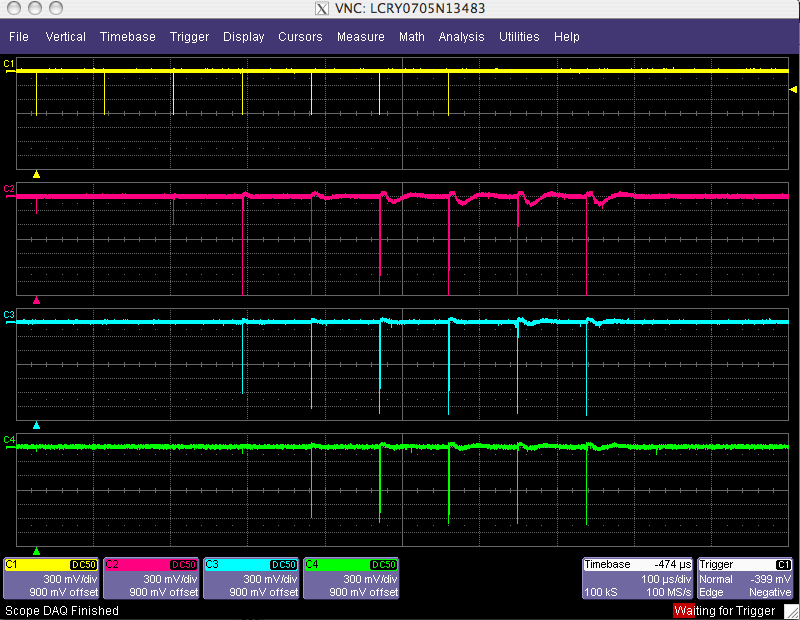 VNC: LCRY0705N13483
File Vertical Timebase Trigger Display Cursors Measure Math Analysis Utilities Help
C1
C2
C3
C4
C1 DC50 C2 DC50 C3 DC50 C4 DC50 Timebase -474 µs Trigger C1
300 mV/div 300 mV/div 300 mV/div 300 mV/div 100 µs/div Normal -399 mV
900 mV offset 900 mV offset 900 mV offset 900 mV offset 100 kS 100 MS/s Edge Negative
Scope DAQ Finished Waiting for Trigger